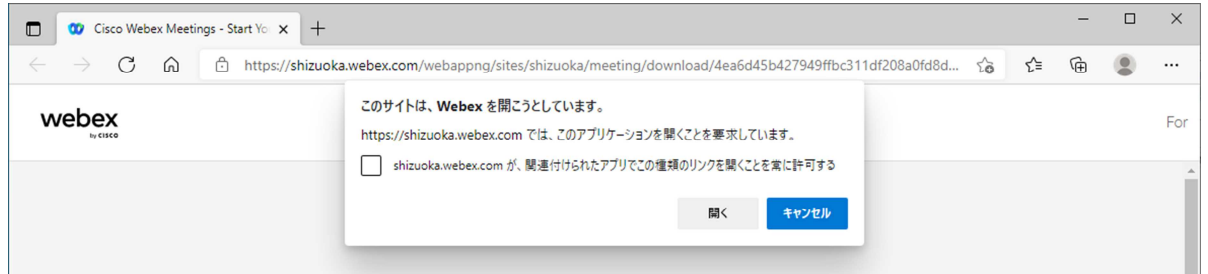 Cisco Webex Meetings - Start Yo
https://shizuoka.webex.com/webappng/sites/shizuoka/meeting/download/4ea6d45b427949ffbc311df208a0fd8d...
webex
by CISCO
For
このサイトは、Webex を開こうとしています。
https://shizuoka.webex.com では、このアプリケーションを開くことを要求しています。
shizuoka.webex.com が、関連付けられたアプリでこの種類のリンクを開くことを常に許可する
開く
キャンセル